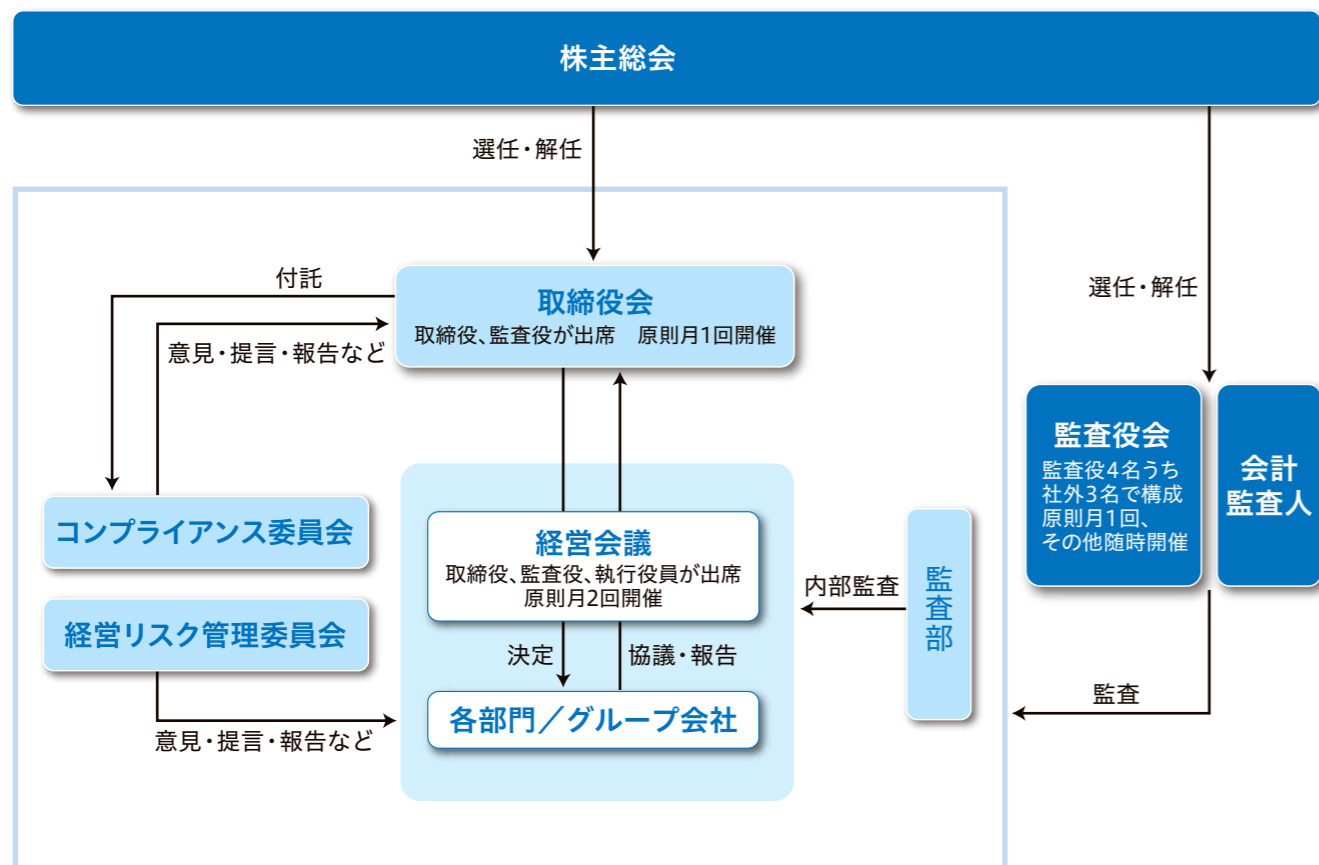 株主総会
選任・解任
付託
取締役会
取締役、監査役が出席　原則月1回開催
意見・提言・報告など
選任・解任
監査役会
監査役4名うち
社外3名で構成
原則月1回、
その他随時開催
会計
監査人
コンプライアンス委員会
経営会議
取締役、監査役、執行役員が出席
原則月2回開催
内部監査
監査部
経営リスク管理委員会
決定
協議・報告
各部門／グループ会社
意見・提言・報告など
監査